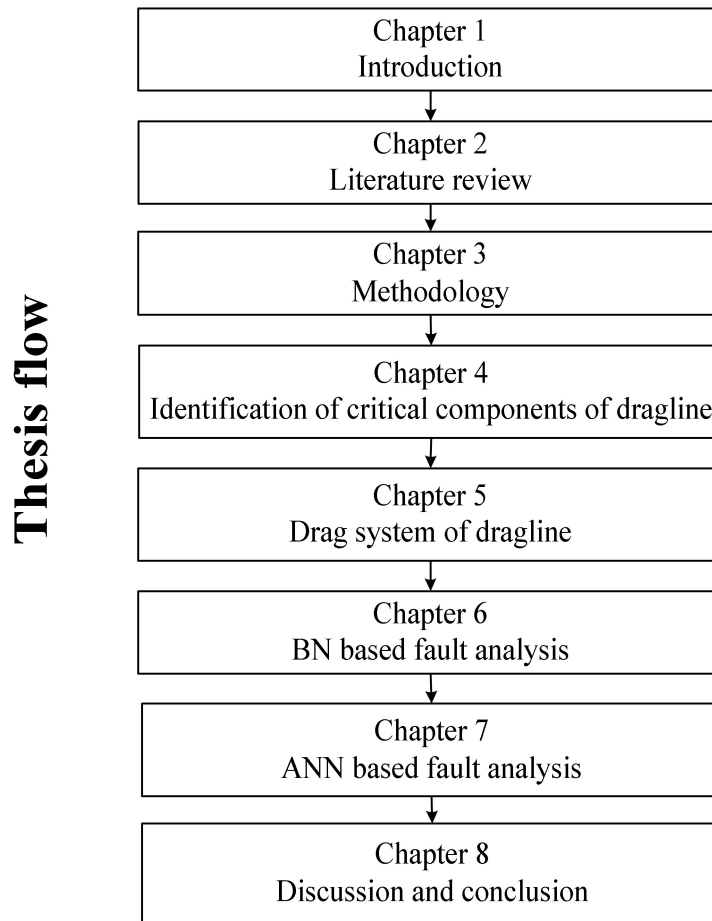 Thesis flow
Chapter 1
Introduction
Chapter 2
Literature review
Chapter 3
Methodology
Chapter 4
Identification of critical components of dragline
Chapter 5
Drag system of dragline
Chapter 6
BN based fault analysis
Chapter 7
ANN based fault analysis
Chapter 8
Discussion and conclusion